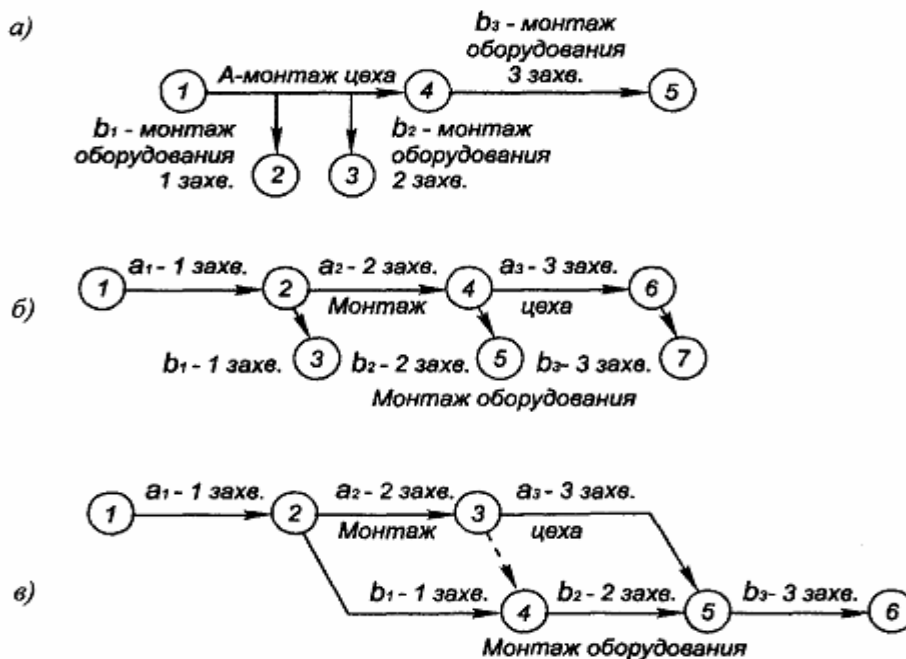 а)
b₃ - монтаж
оборудования
3 захв.
А-монтаж цеха
1
4
5
b₁ - монтаж
оборудования
1 захв.
2
3
b₂ - монтаж
оборудования
2 захв.
б)
a₁ - 1 захв.
a₂ - 2 захв.
a₃ - 3 захв.
1
2
4
6
Монтаж
цеха
b₁ - 1 захв.
3
b₂ - 2 захв.
5
b₃- 3 захв.
7
Монтаж оборудования
a₁ - 1 захв.
a₂ - 2 захв.
a₃ - 3 захв.
1
2
3
Монтаж
цеха
в)
b₁ - 1 захв.
4
b₂ - 2 захв.
5
b₃- 3 захв.
6
Монтаж оборудования